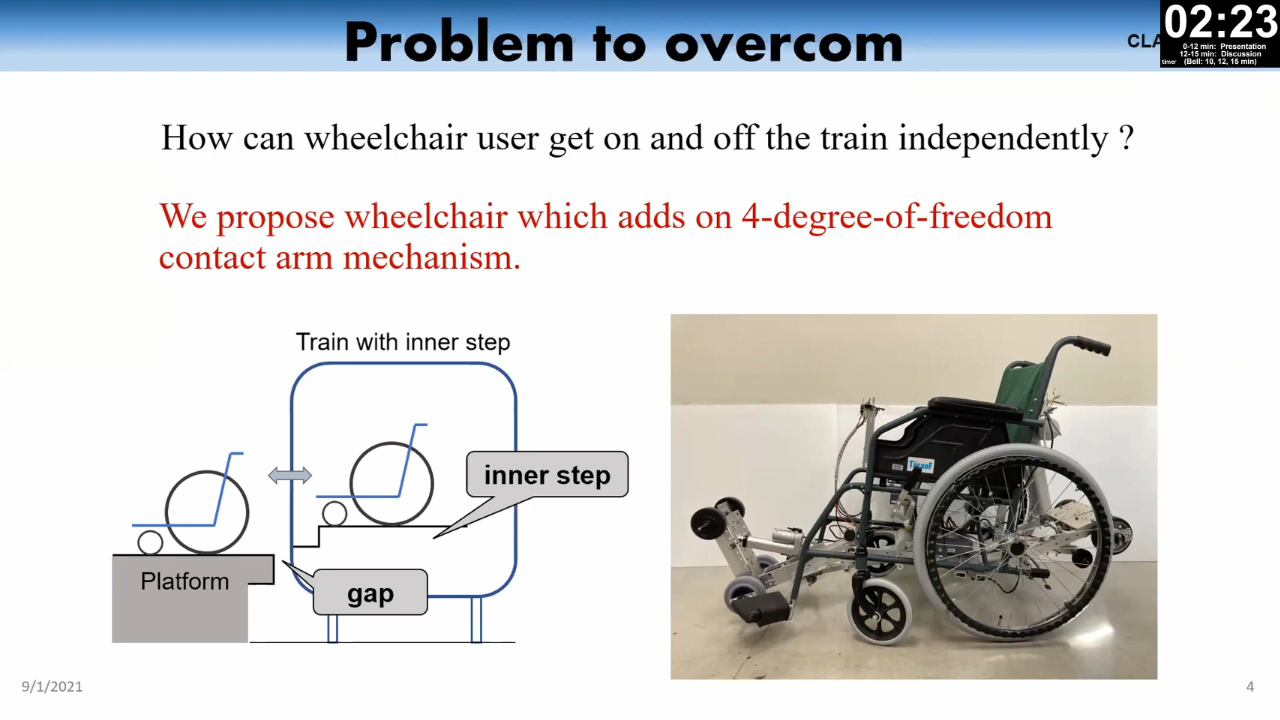 Problem to overcom
CLA
02:23
0-12 min: Presentation
12-15 min: Discussion
timer (Bell: 10, 12, 15 min)
How can wheelchair user get on and off the train independently ?
We propose wheelchair which adds on 4-degree-of-freedom
contact arm mechanism.
Train with inner step
inner step
Platform
gap
TacaoF
9/1/2021
4